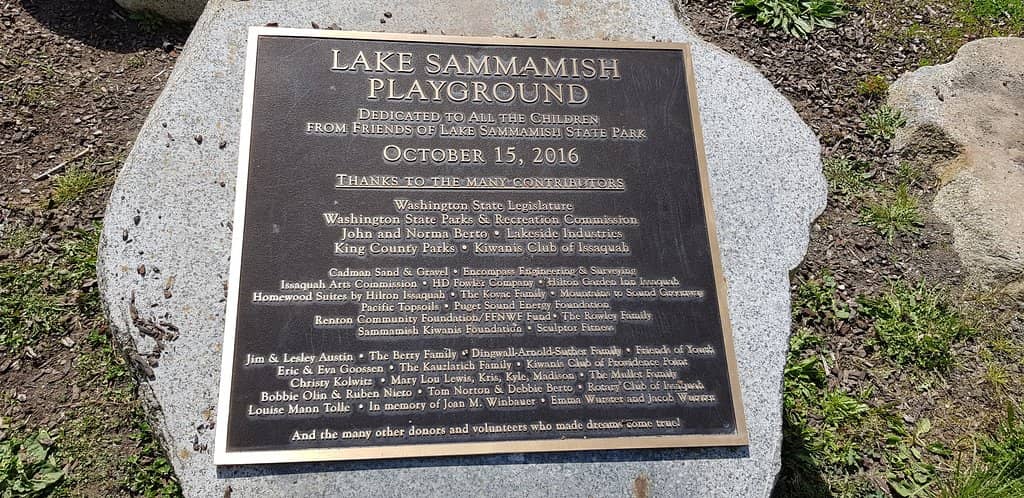 LAKE SAMMAMISH
PLAYGROUND
DEDICATED TO ALL THE CHILDREN
FROM FRIENDS OF LAKE SAMMAMISH STATE PARK
OCTOBER 15, 2016
THANKS TO THE MANY CONTRIBUTORS
Washington State Legislature
Washington State Parks & Recreation Commission
John and Norma Berto • Lakeside Industries
King County Parks • Kiwanis Club of Issaquah
Cadman Sand & Gravel • Encompass Engineering & Surveying
Issaquah Arts Commission • HD Fowler Company • Hilton Garden Inn Issaquah
Homewood Suites by Hilton Issaquah • The Kovac Family • Mountains to Sound Greenway
Pacific Topsoils • Puget Sound Energy Foundation
Renton Community Foundation/FFNWF Fund • The Rowley Family
Sammamish Kiwanis Foundation • Sculptor Fitness
Jim & Lesley Austin • The Berry Family • Dingwall-Arnold-Suther Family • Friends of Youth
Eric & Eva Goossen • The Kauzlarich Family • Kiwanis Club of Providence Point
Christy Kolwitz • Mary Lou Lewis, Kris, Kyle, Madison • The Mullet Family
Bobbie Olin & Ruben Nieto • Tom Norton & Debbie Berto • Rotary Club of Issaquah
Louise Mann Tolle • In memory of Joan M. Winbauer • Emma Wursten and Jacob Wursten
And the many other donors and volunteers who made dreams come true!